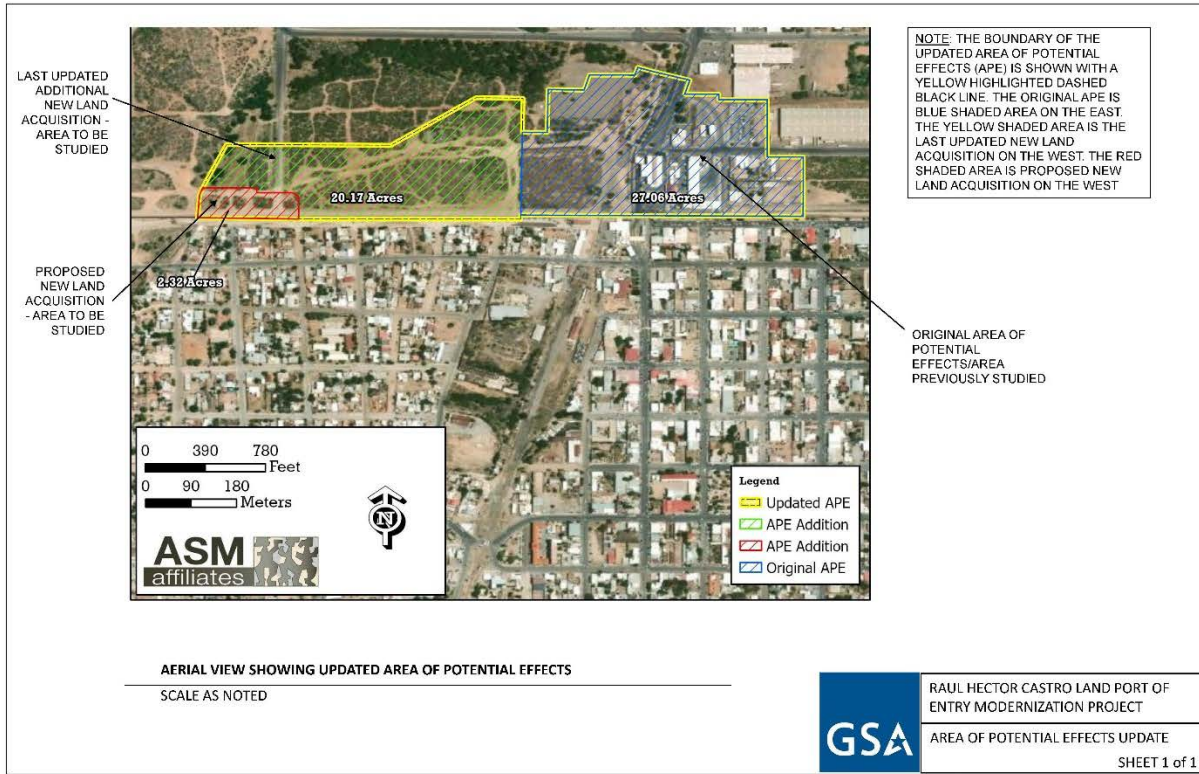 LAST UPDATED
ADDITIONAL
NEW LAND
ACQUISITION -
AREA TO BE
STUDIED
PROPOSED
NEW LAND
ACQUISITION
- AREA TO BE
STUDIED
20.17 Acres
27.06 Acres
2.32 Acres
NOTE: THE BOUNDARY OF THE
UPDATED AREA OF POTENTIAL
EFFECTS (APE) IS SHOWN WITH A
YELLOW HIGHLIGHTED DASHED
BLACK LINE. THE ORIGINAL APE IS
BLUE SHADED AREA ON THE EAST.
THE YELLOW SHADED AREA IS THE
LAST UPDATED NEW LAND
ACQUISITION ON THE WEST. THE RED
SHADED AREA IS PROPOSED NEW
LAND ACQUISITION ON THE WEST
ORIGINAL AREA OF
POTENTIAL
EFFECTS/AREA
PREVIOUSLY STUDIED
0 390 780
Feet
0 90 180
Meters
N
ASM
affiliates
Legend
Updated APE
APE Addition
APE Addition
Original APE
AERIAL VIEW SHOWING UPDATED AREA OF POTENTIAL EFFECTS
SCALE AS NOTED
GSA
RAUL HECTOR CASTRO LAND PORT OF
ENTRY MODERNIZATION PROJECT
AREA OF POTENTIAL EFFECTS UPDATE
SHEET 1 of 1